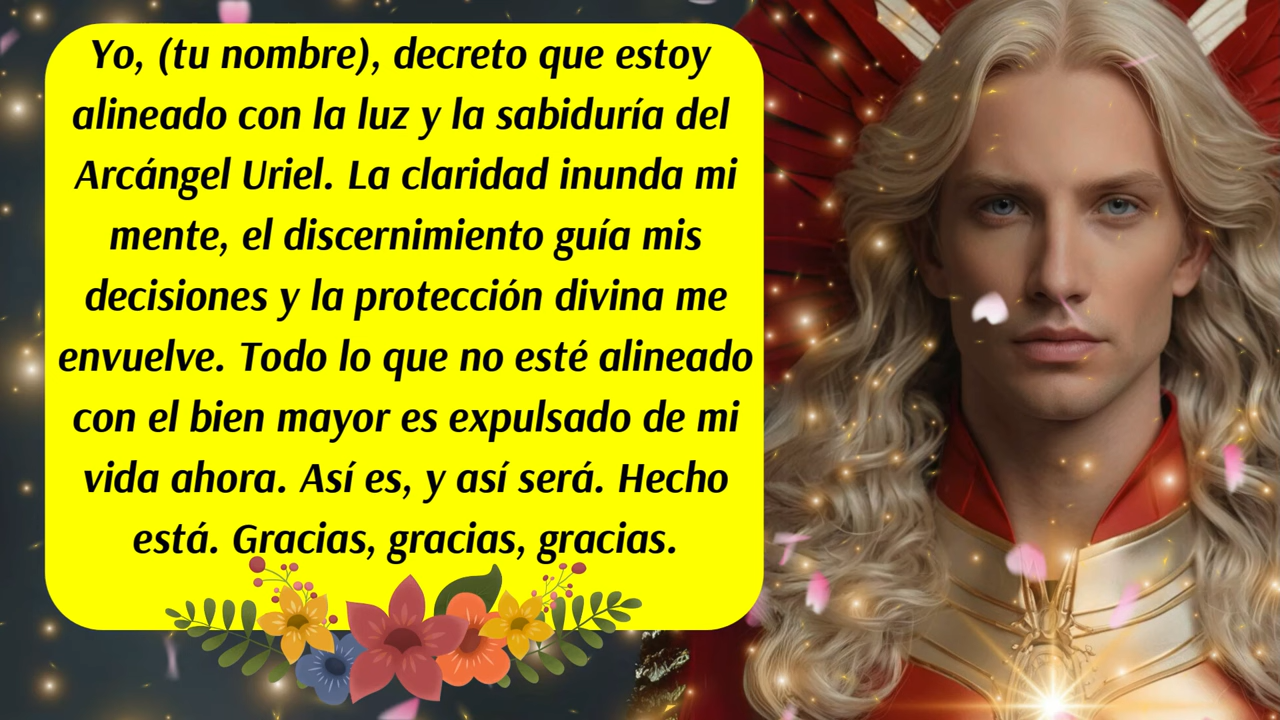 Yo, (tu nombre), decreto que estoy
alineado con la luz y la sabiduría del
Arcángel Uriel. La claridad inunda mi
mente, el discernimiento guía mis
decisiones y la protección divina me
envuelve. Todo lo que no esté alineado
con el bien mayor es expulsado de mi
vida ahora. Así es, y así será. Hecho
está. Gracias, gracias, gracias.